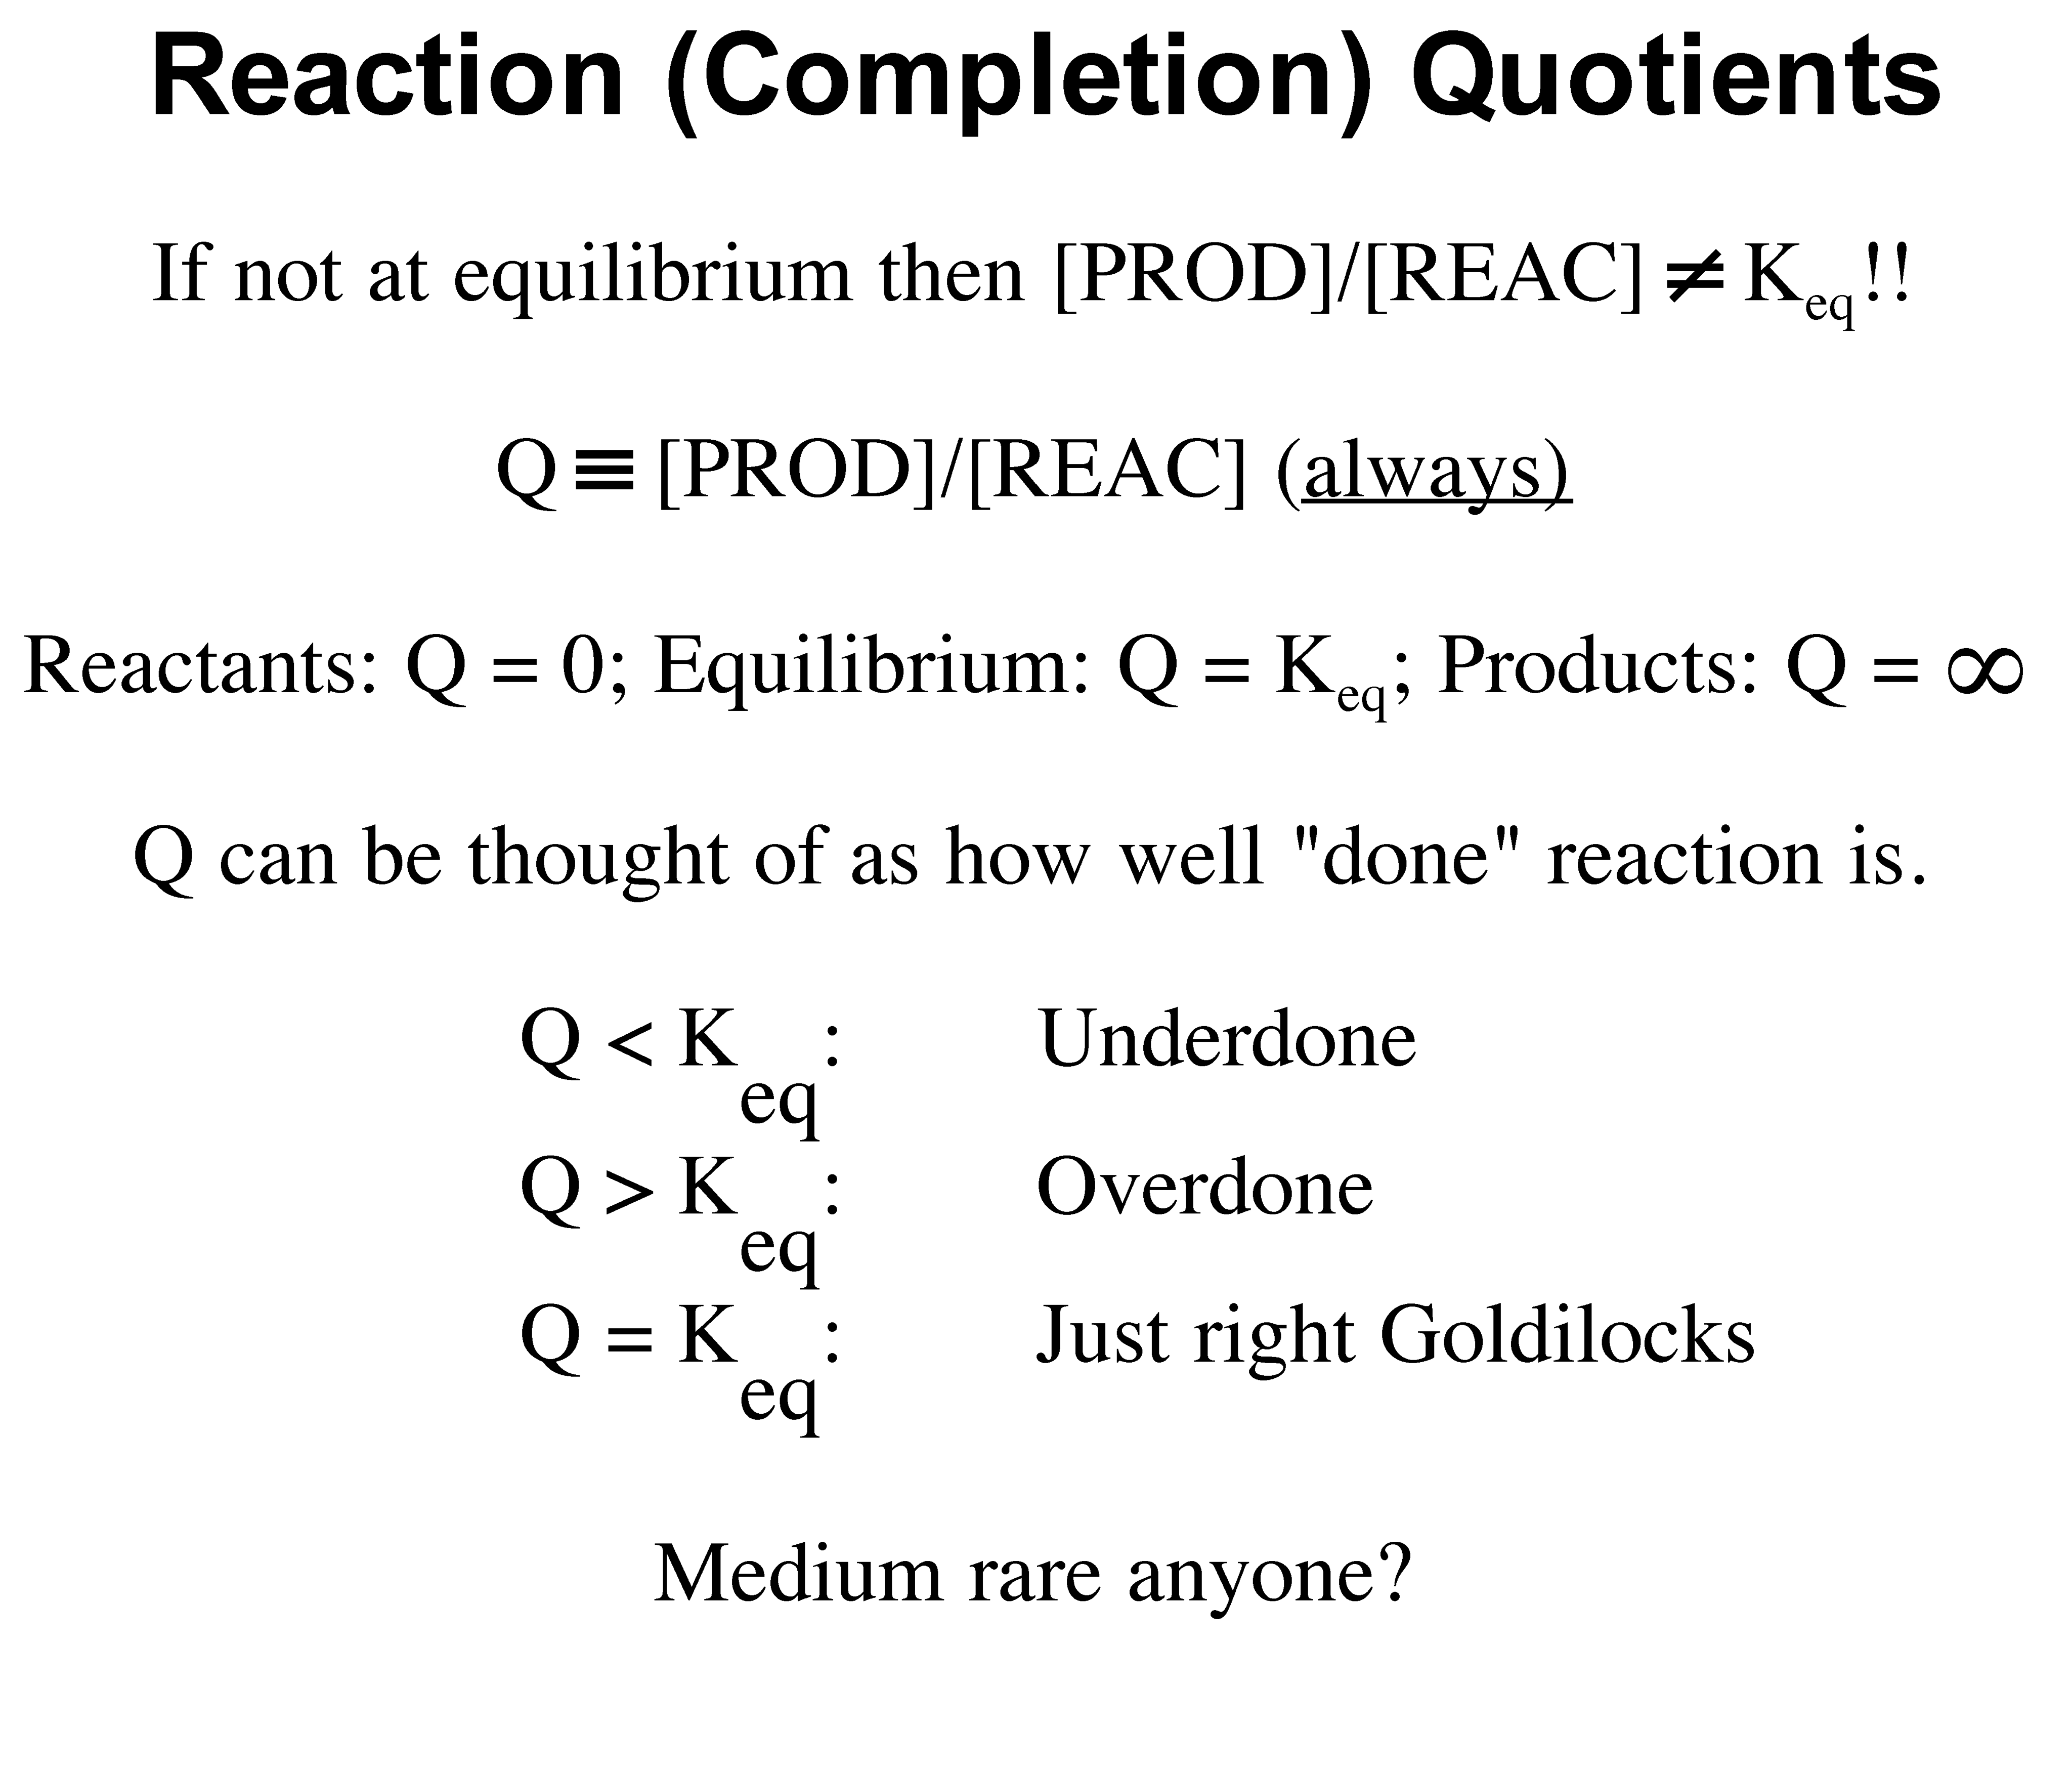 Reaction (Completion) Quotients
If not at equilibrium then [PROD]/[REAC] ≠ Keq!!
Q ≡ [PROD]/[REAC] (always)
Reactants: Q = 0; Equilibrium: Q = Keq; Products: Q = ∞
Q can be thought of as how well "done" reaction is.
Q < Keq: Underdone
Q > Keq: Overdone
Q = Keq: Just right Goldilocks
Medium rare anyone?